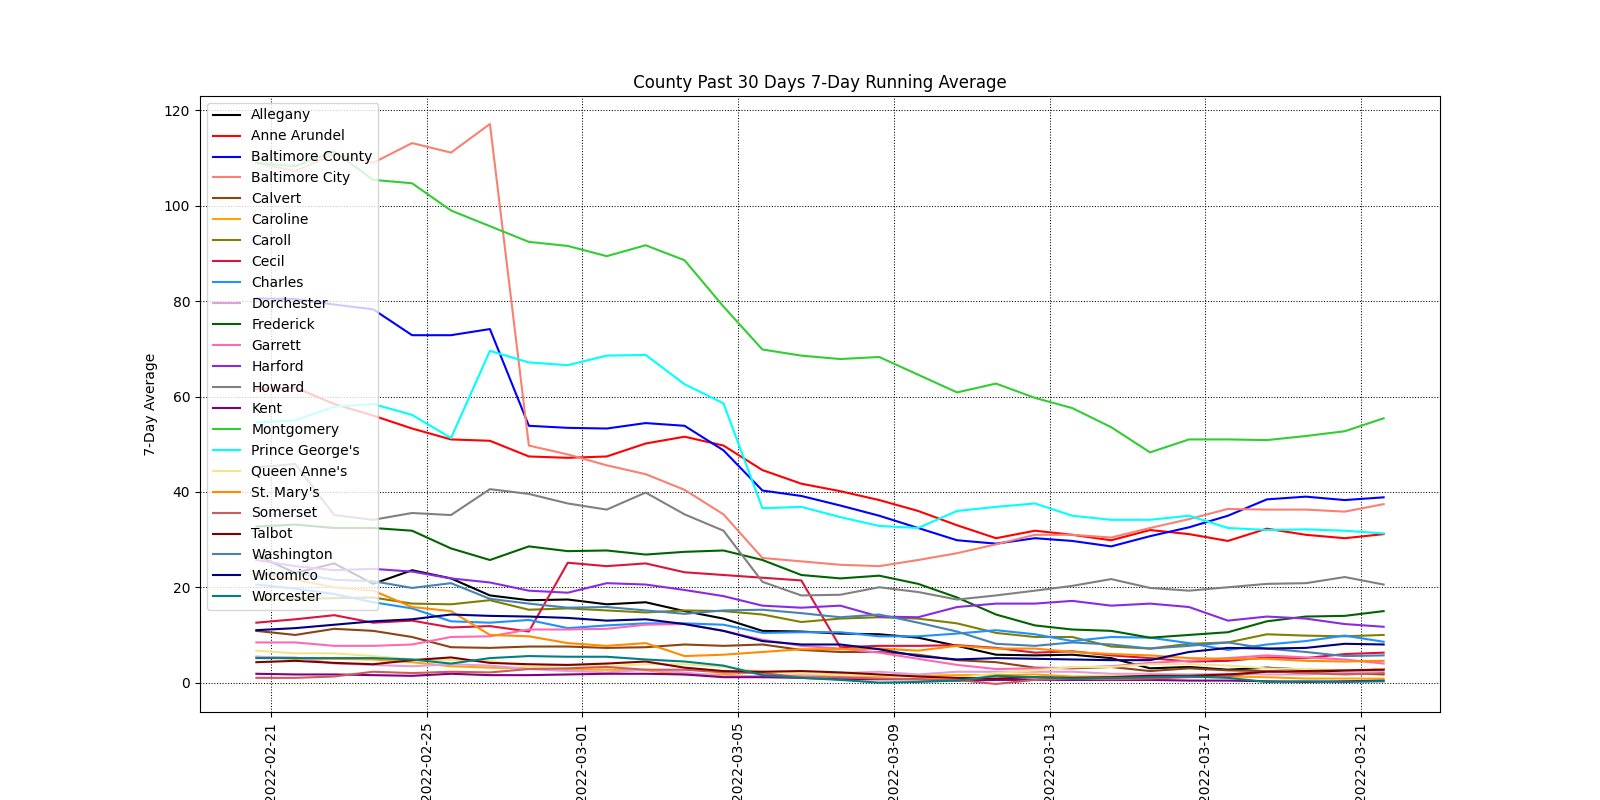 County Past 30 Days 7-Day Running Average
120
100
80
60
40
20
0
7-Day Average
Allegany
Anne Arundel
Baltimore County
Baltimore City
Calvert
Caroline
Caroll
Cecil
Charles
Dorchester
Frederick
Garrett
Harford
Howard
Kent
Montgomery
Prince George's
Queen Anne's
St. Mary's
Somerset
Talbot
Washington
Wicomico
Worcester
2022-02-21
2022-02-25
2022-03-01
2022-03-05
2022-03-09
2022-03-13
2022-03-17
2022-03-21